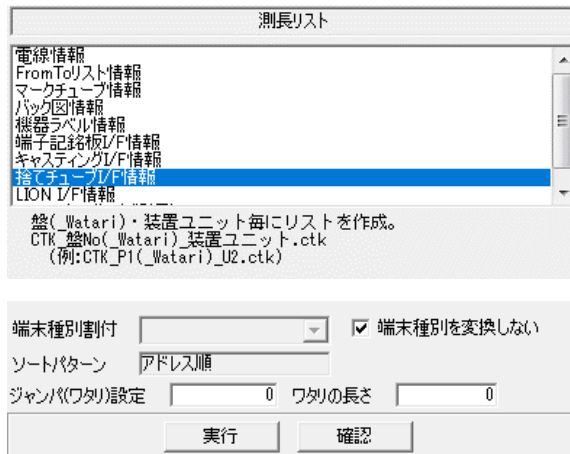 測長リスト
電線情報
FromToリスト情報
マークチューブ情報
バック図情報
機器ラベル情報
端子記銘板I/F情報
キャスティングI/F情報
捨てチューブI/F情報
LION I/F情報
盤(_Watari)・装置ユニット毎にリストを作成。
CTK_盤No(_Watari)_装置ユニット.ctk
(例:CTK_P1(_Watari)_U2.ctk)
端末種別割付
端末種別を変換しない
ソートパターン アドレス順
ジャンパ(ワタリ)設定 0 ワタリの長さ 0
実行 確認